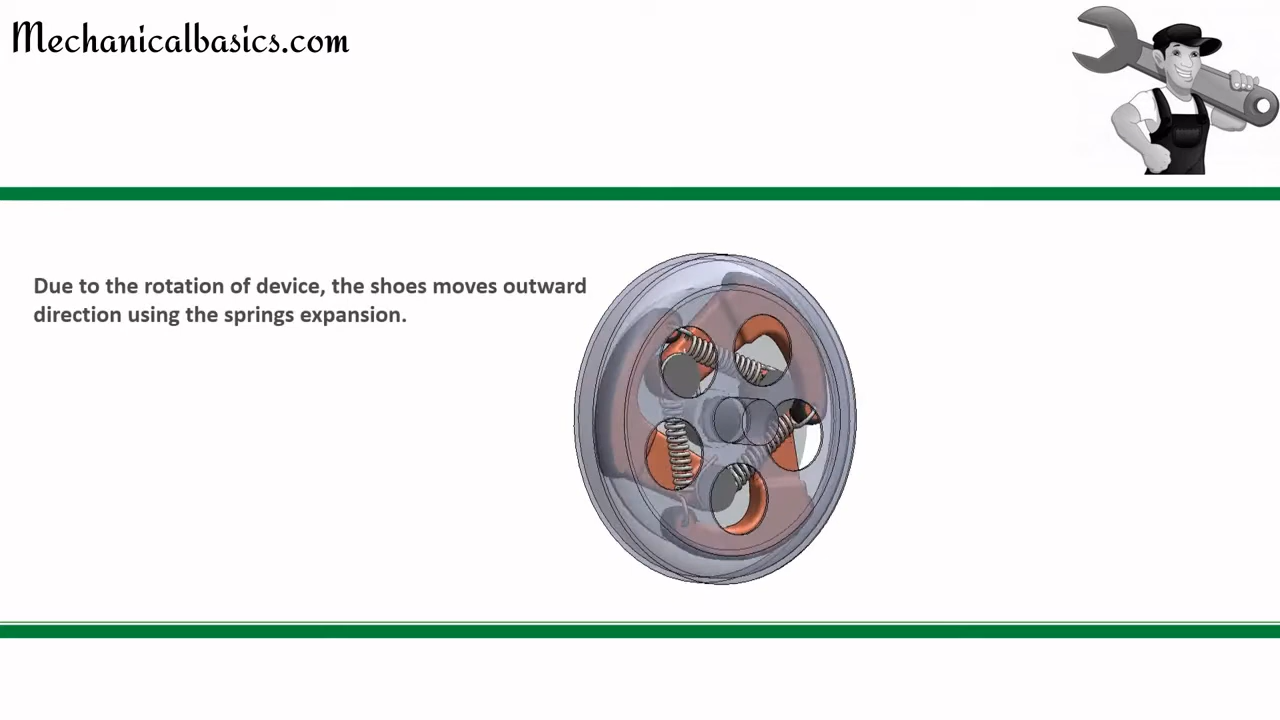 Mechanicalbasics.com
Due to the rotation of device, the shoes moves outward
direction using the springs expansion.